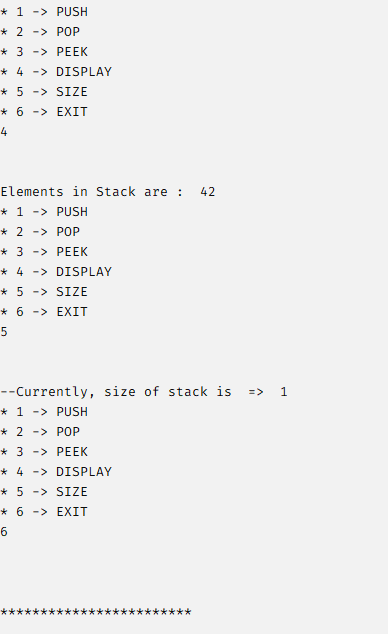 * 1 -> PUSH
* 2 -> POP
* 3 -> PEEK
* 4 -> DISPLAY
* 5 -> SIZE
* 6 -> EXIT
4
Elements in Stack are :  42
* 1 -> PUSH
* 2 -> POP
* 3 -> PEEK
* 4 -> DISPLAY
* 5 -> SIZE
* 6 -> EXIT
5
--Currently, size of stack is  =>  1
* 1 -> PUSH
* 2 -> POP
* 3 -> PEEK
* 4 -> DISPLAY
* 5 -> SIZE
* 6 -> EXIT
6
************************